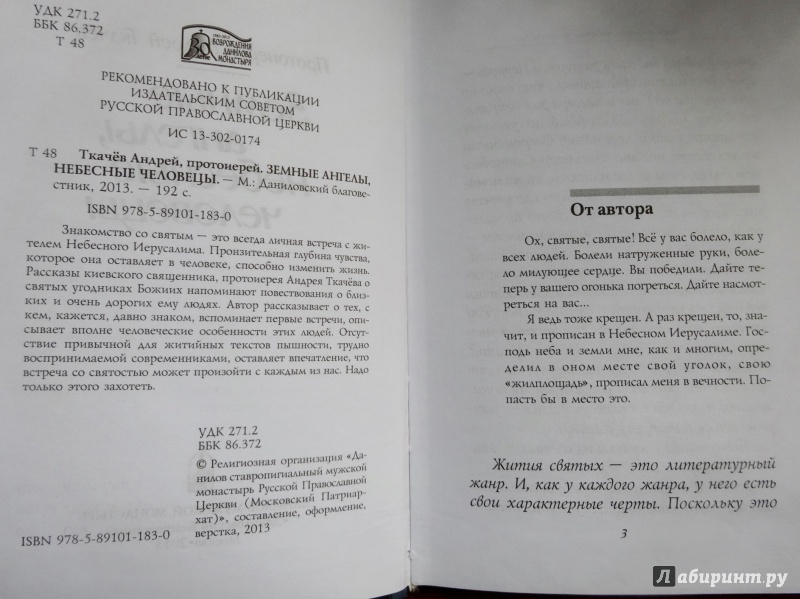 УДК 271.2
ББК 86.372
Т 48
ВОЗРОЖДЕНИЯ
ДАНИЛОВА
МОНАСТЫРЯ
РЕКОМЕНДОВАНО К ПУБЛИКАЦИИ
ИЗДАТЕЛЬСКИМ СОВЕТОМ
РУССКОЙ ПРАВОСЛАВНОЙ ЦЕРКВИ
ИС 13-302-0174
Т 48 Ткачёв Андрей, протоиерей. ЗЕМНЫЕ АНГЕЛЫ,
НЕБЕСНЫЕ ЧЕЛОВЕЦЫ. — М.: Даниловский благове-
стник, 2013. — 192 с.
ISBN 978-5-89101-183-0
Знакомство со святым — это всегда личная встреча с жи-
телем Небесного Иерусалима. Пронзительная глубина чувства,
которое она оставляет в человеке, способно изменить жизнь.
Рассказы киевского священника, протоиерея Андрея Ткачёва о
святых угодниках Божиих напоминают повествования о близ-
ких и очень дорогих ему людях. Автор рассказывает о тех, с
кем, кажется, давно знаком, вспоминает первые встречи, опи-
сывает вполне человеческие особенности этих людей. Отсут-
ствие привычной для житийных текстов пышности, трудно
воспринимаемой современниками, оставляет впечатление, что
встреча со святостью может произойти с каждым из нас. Надо
только этого захотеть.
УДК 271.2
ББК 86.372
© Религиозная организация «Да-
нилов ставропигиальный мужской
монастырь Русской Православной
Церкви (Московский Патриар-
хат)», составление, оформление,
верстка, 2013
ISBN 978-5-89101-183-0
От автора
Ох, святые, святые! Всё у вас болело, как у
всех людей. Болели натруженные руки, бо-
лело милующее сердце. Вы победили. Дайте те-
перь у вашего огонька погреться. Дайте насмот-
реться на вас...
Я ведь тоже крещен. А раз крещен, то, зна-
чит, и прописан в Небесном Иерусалиме. Гос-
подь неба и земли мне, как и многим, опреде-
лил в оном месте свой уголок, свою
«жилплощадь», прописал меня в вечности. По-
пасть бы в место это.
Жития святых — это литературный
жанр. И, как у каждого жанра, у него есть
свои характерные черты. Поскольку это
3
Лабиринт.ру